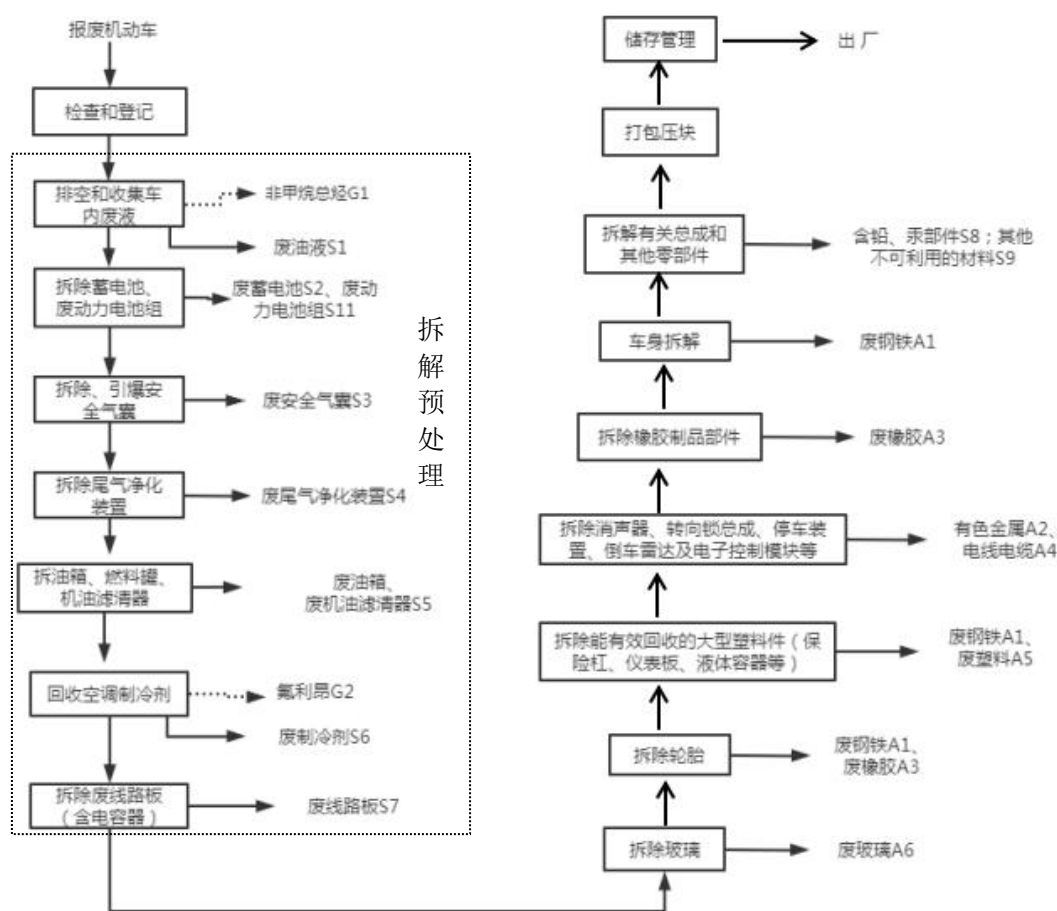 报废机动车
检查和登记
排空和收集车
内废液
非甲烷总烃G1
废油液S1
拆除蓄电池、
废动力电池组
废蓄电池S2、废动
力电池组S11
拆除、引爆安
全气囊
废安全气囊S3
拆除尾气净化
装置
废尾气净化装置S4
拆油箱、燃料罐、
机油滤清器
废油箱、
废机油滤清器S5
回收空调制冷剂
氟利昂G2
废制冷剂S6
拆除废线路板
（含电容器）
废线路板S7
拆
解
预
处
理
储存管理
出 厂
打包压块
拆解有关总成和
其他零部件
含铅、汞部件S8；其他
不可利用的材料S9
车身拆解
废钢铁A1
拆除橡胶制品部件
废橡胶A3
拆除消声器、转向锁总成、停车装
置、倒车雷达及电子控制模块等
有色金属A2、
电线电缆A4
拆除能有效回收的大型塑料件（保
险杠、仪表板、液体容器等）
废钢铁A1、
废塑料A5
拆除轮胎
废钢铁A1、
废橡胶A3
拆除玻璃
废玻璃A6